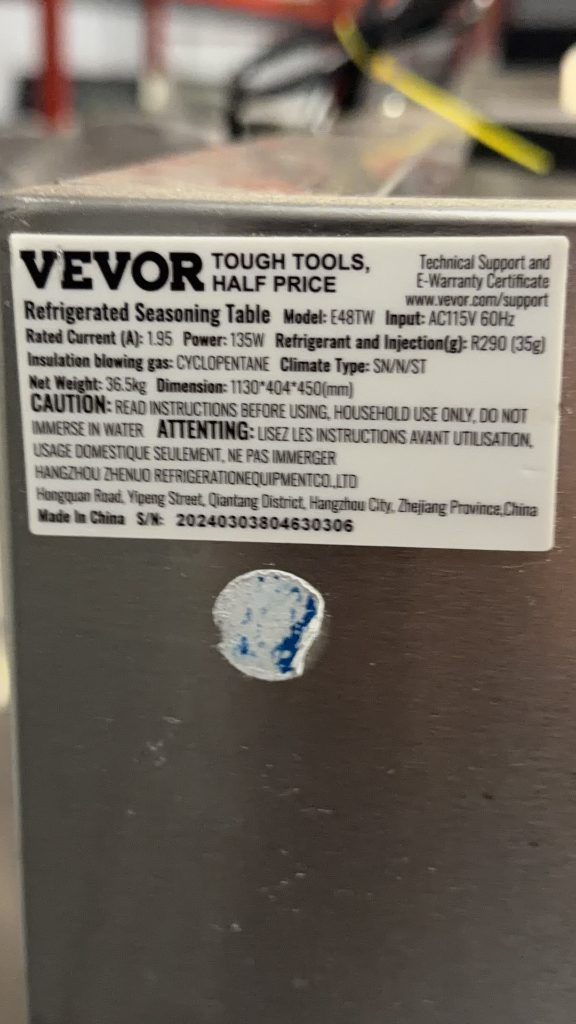 VEVOR TOUGH TOOLS, HALF PRICE
Technical Support and
E-Warranty Certificate
www.vevor.com/support
Refrigerated Seasoning Table Model: E48TW Input: AC115V 60Hz
Rated Current (A): 1.95 Power: 135W Refrigerant and Injection(g): R290 (35g)
Insulation blowing gas: CYCLOPENTANE Climate Type: SN/N/ST
Net Weight: 36.5kg Dimension: 1130*404*450(mm)
CAUTION: READ INSTRUCTIONS BEFORE USING, HOUSEHOLD USE ONLY, DO NOT
IMMERSE IN WATER ATTENTING: LISEZ LES INSTRUCTIONS AVANT UTILISATION,
USAGE DOMESTIQUE SEULEMENT, NE PAS IMMERGER
HANGZHOU ZHENUO REFRIGERATIONEQUIPMENTCO.,LTD
Hongquan Road, Yipeng Street, Qiantang District, Hangzhou City, Zhejiang Province,China
Made In China S/N: 20240303804630306